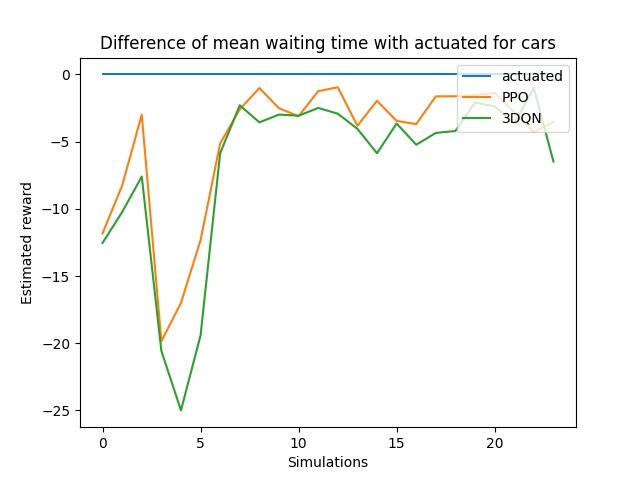 Difference of mean waiting time with actuated for cars
actuated
PPO
3DQN
0
−5
−10
−15
−20
−25
Estimated reward
0 5 10 15 20
Simulations